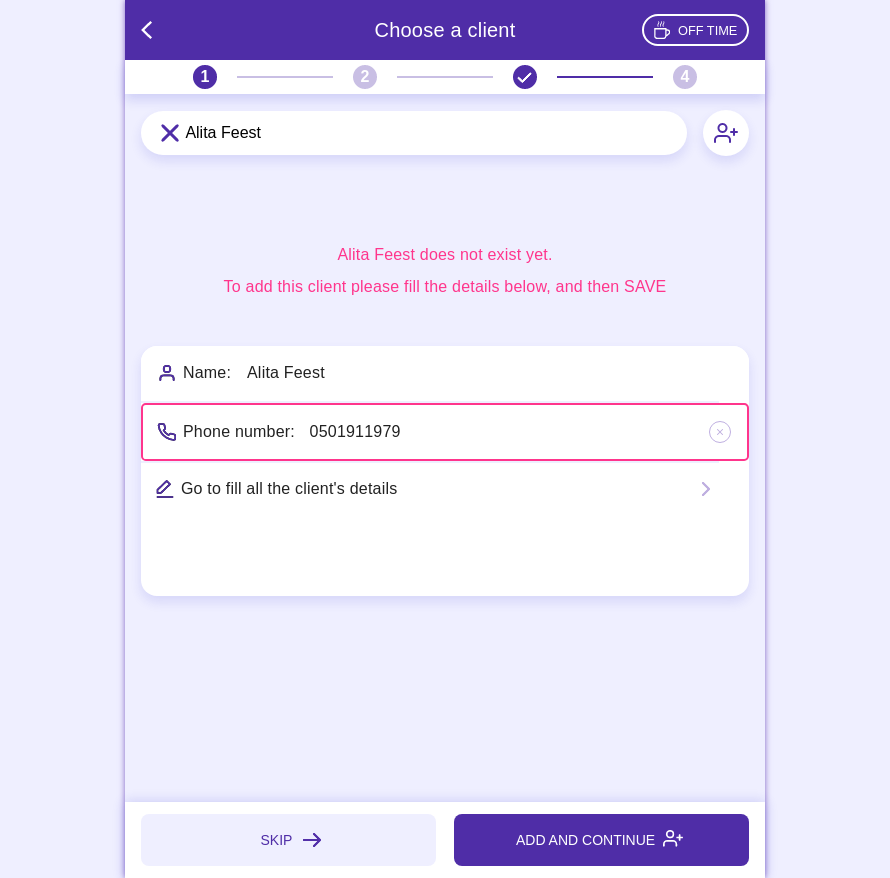 Choose a client
OFF TIME
1 2 4
Alita Feest
Alita Feest does not exist yet.
To add this client please fill the details below, and then SAVE
Name: Alita Feest
Phone number: 0501911979
Go to fill all the client's details
SKIP
ADD AND CONTINUE